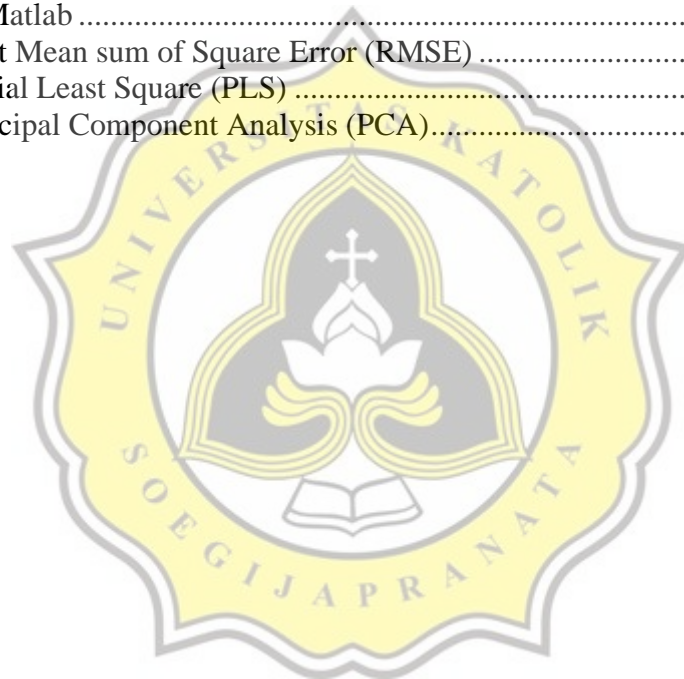 Matlab ..........................................................................................
t Mean sum of Square Error (RMSE) ..............................
ial Least Square (PLS) .........................................................
cipal Component Analysis (PCA)......................................
UNIVERSITAS KATOLIK
SOEGIJAPRANATA